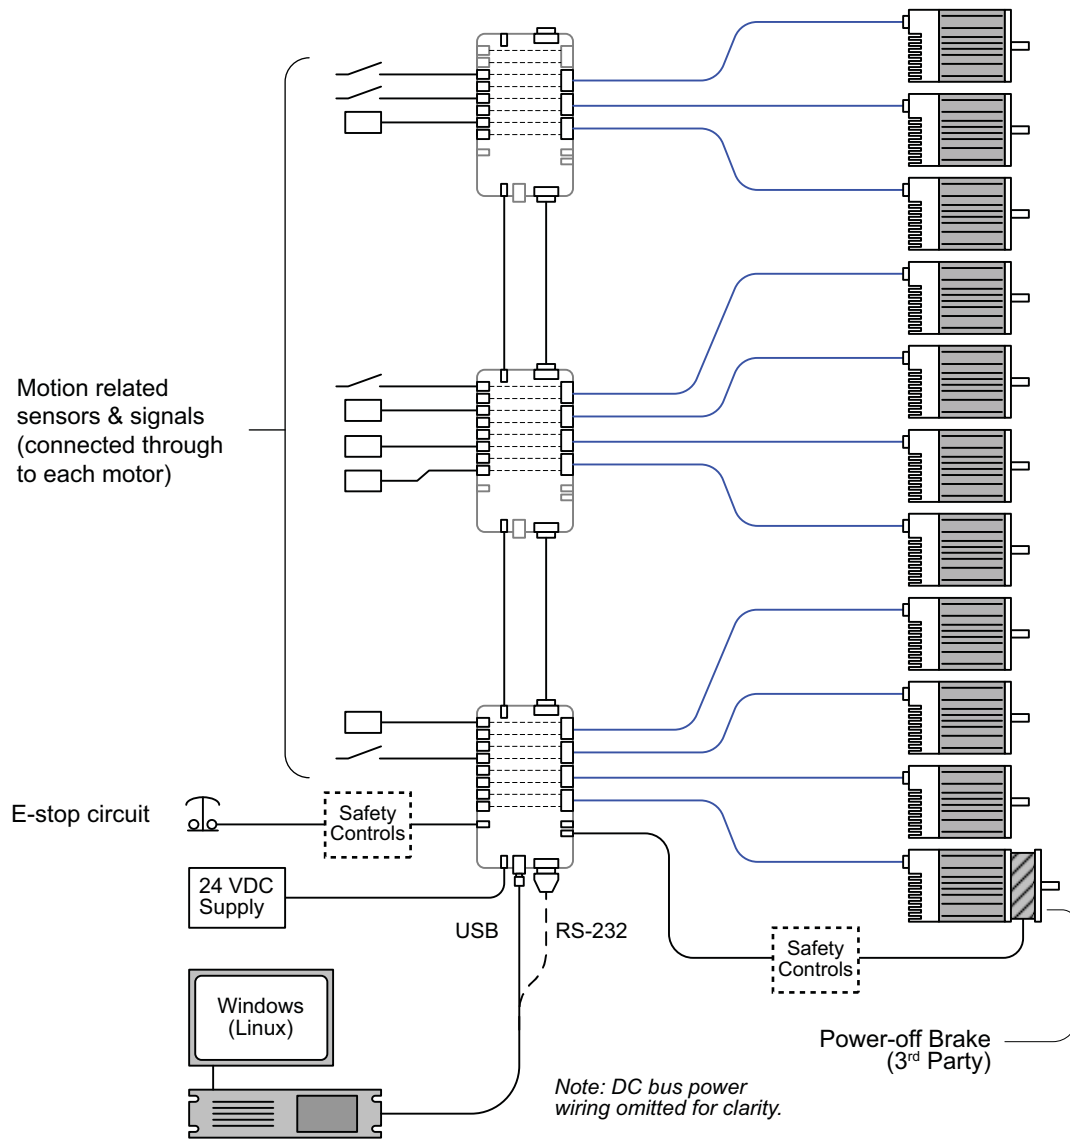 Motion related
sensors & signals
(connected through
to each motor)
E-stop circuit
Safety
Controls
24 VDC
Supply
USB
RS-232
Safety
Controls
Windows
(Linux)
Power-off Brake
(3rd Party)
Note: DC bus power
wiring omitted for clarity.